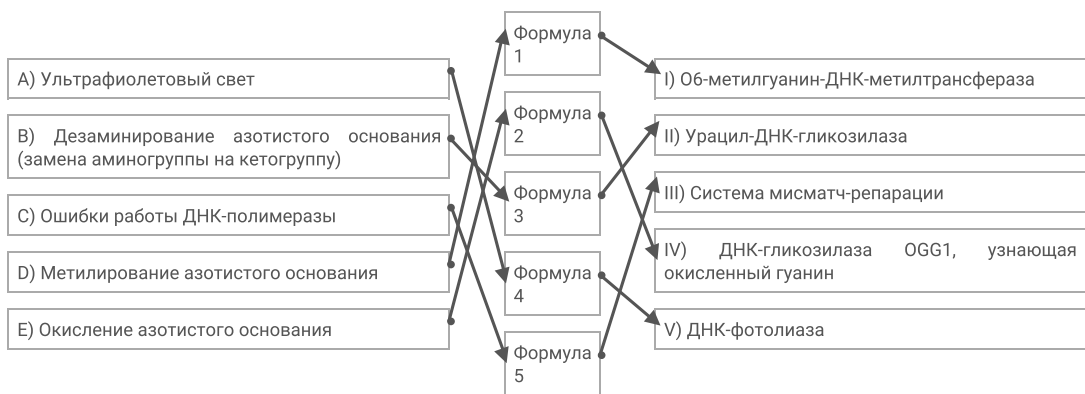 А) Ультрафиолетовый свет
В) Дезаминирование азотистого основания
(замена аминогруппы на кетогруппу)
С) Ошибки работы ДНК-полимеразы
D) Метилирование азотистого основания
Е) Окисление азотистого основания
Формула
1
Формула
2
Формула
3
Формула
4
Формула
5
I) О6-метилгуанин-ДНК-метилтрансфераза
II) Урацил-ДНК-гликозилаза
III) Система мисматч-репарации
IV) ДНК-гликозилаза OGG1, узнающая
окисленный гуанин
V) ДНК-фотолиаза